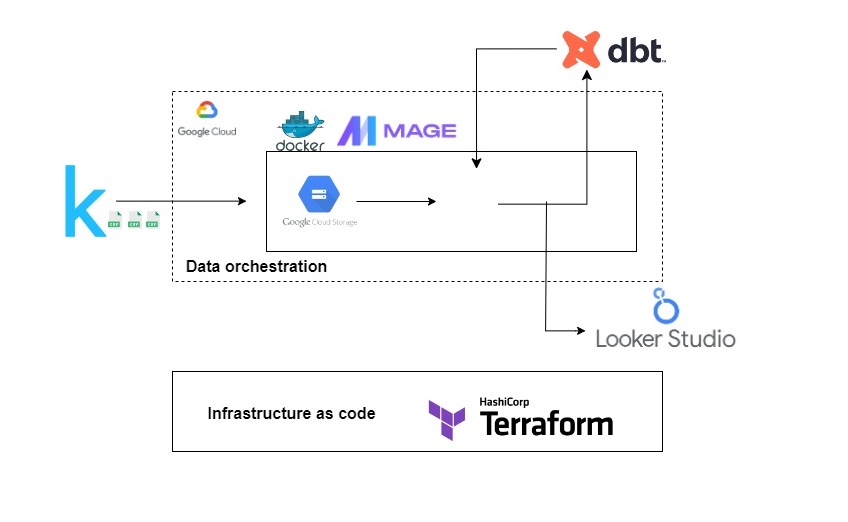 dbt
Google Cloud
docker
MAGE
k
CSV CSV CSV
Google Cloud Storage
Data orchestration
Looker Studio
Infrastructure as code
HashiCorp
Terraform